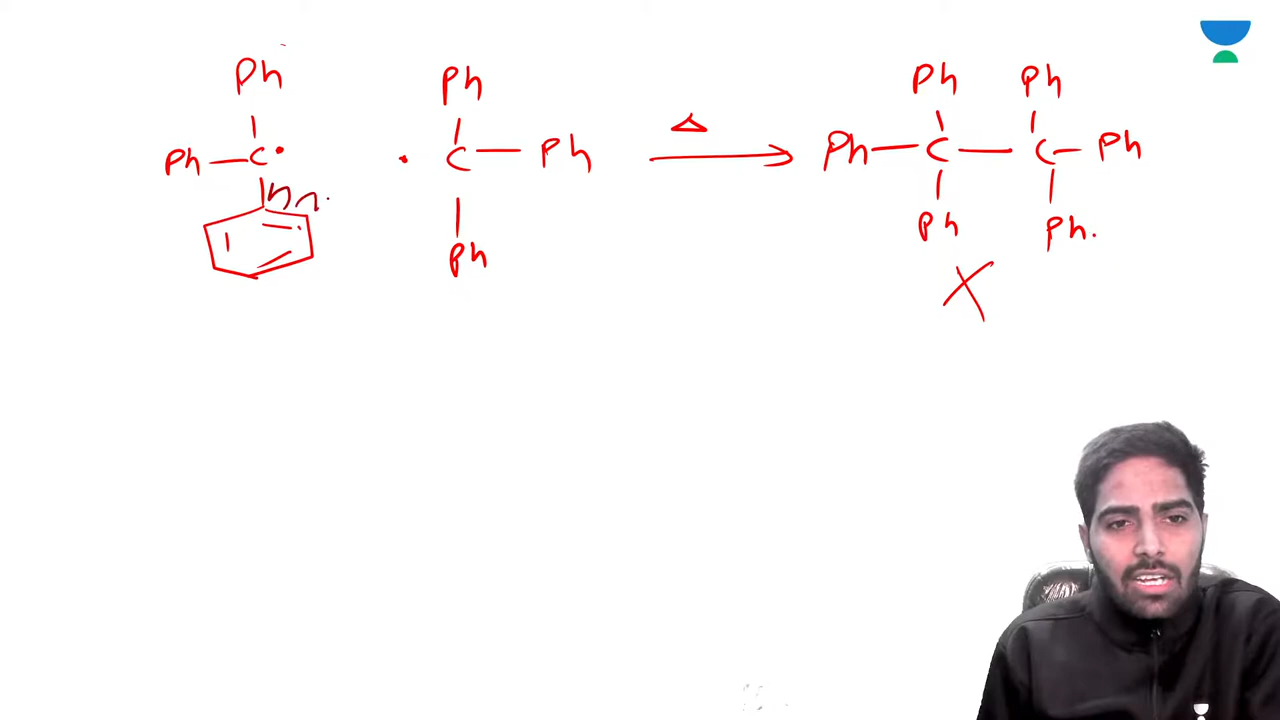 Ph Ph Ph Ph
Ph—C• • C—Ph Δ → Ph—C—C—Ph
Ph Ph Ph.
X